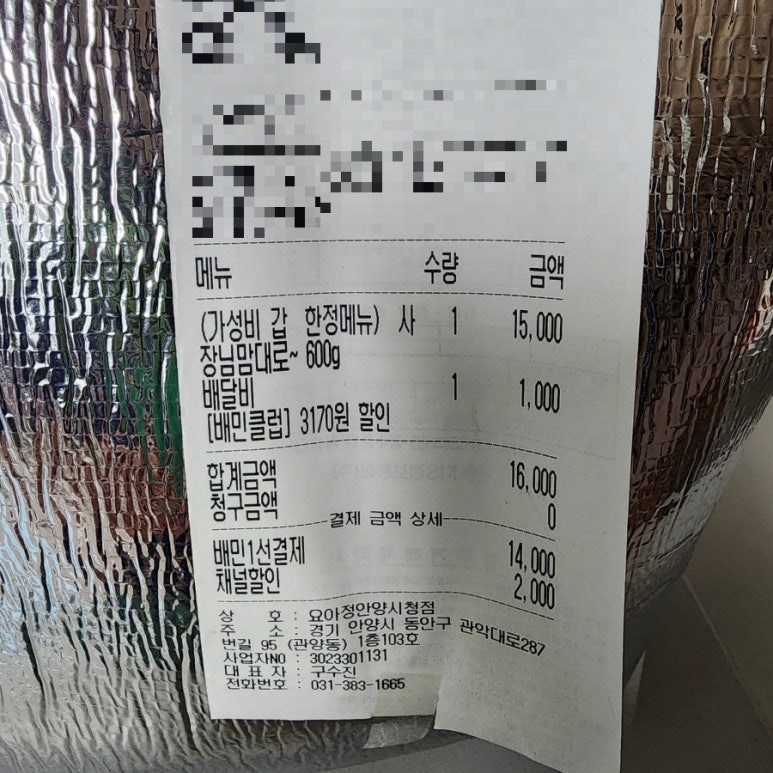 메뉴 수량 금액
(가성비 갑 한정메뉴) 사 1 15,000
장님맘대로~ 600g
배달비 1 1,000
[배민클럽] 3170원 할인
합계금액 16,000
청구금액 0
결제 금액 상세
배민1선결제 14,000
채널할인 2,000
상 호 : 요아정안양시청점
주 소 : 경기 안양시 동안구 관악대로287
번길 95 (관양동) 1층103호
사업자NO : 3023301131
대 표 자 : 구수진
전화번호 : 031-383-1665